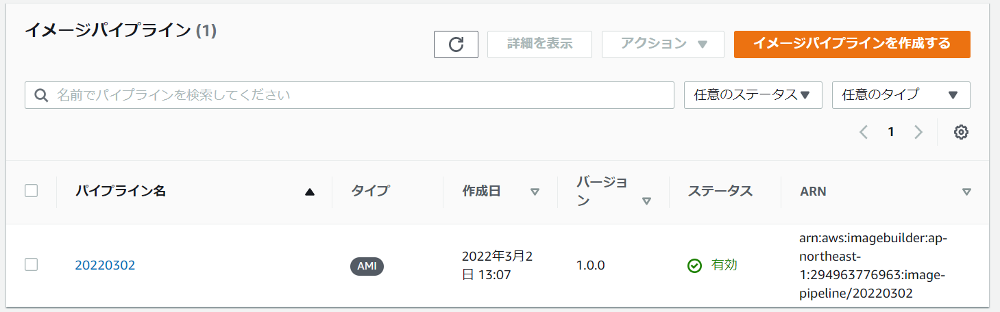 イメージパイプライン (1)
詳細を表示
アクション
イメージパイプラインを作成する
名前でパイプラインを検索してください
任意のステータス
任意のタイプ
1
パイプライン名
タイプ
作成日
バージョ
ン
ステータス
ARN
20220302
AMI
2022年3月2
日 13:07
1.0.0
有効
arn:aws:imagebuilder:ap-
northeast-
1:294963776963:image-
pipeline/20220302